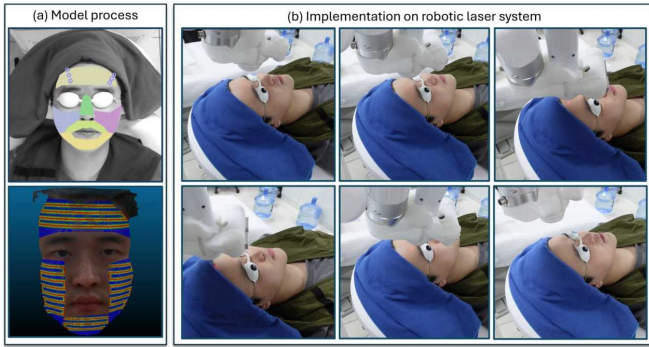 (a) Model process
(b) Implementation on robotic laser system